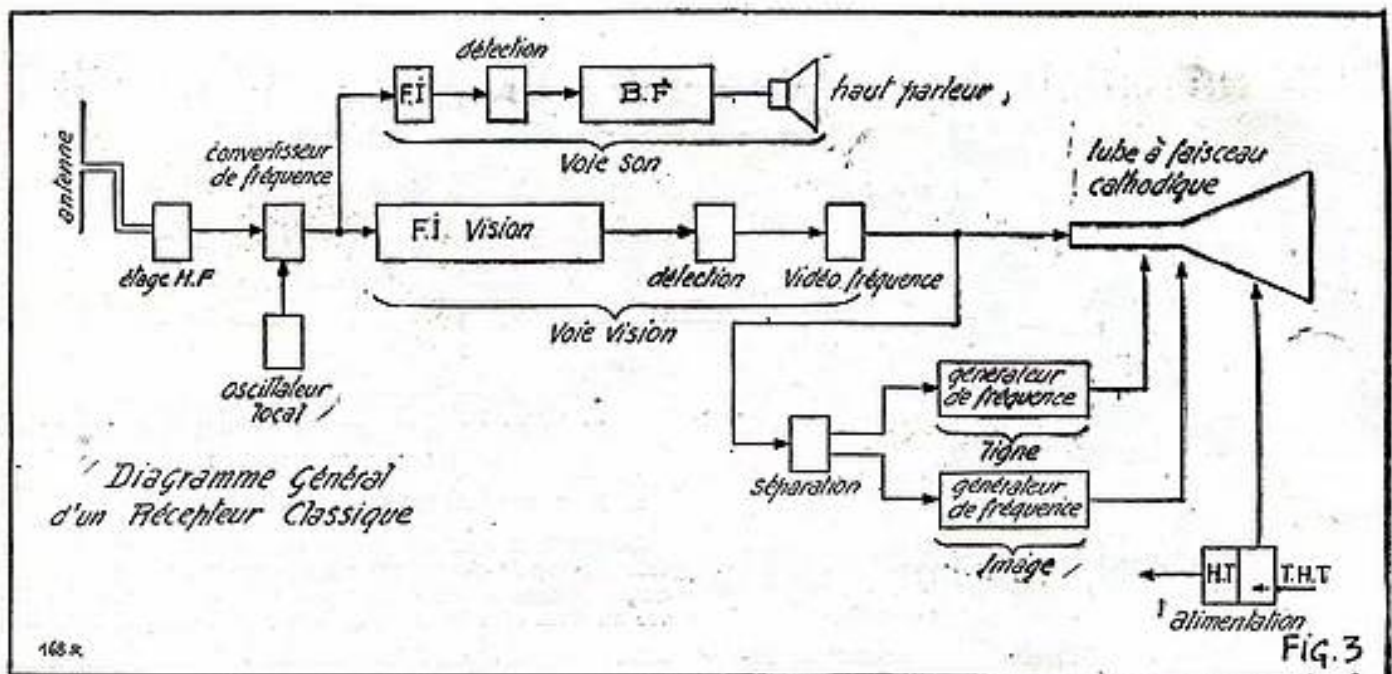 détection
F.I
B.F
haut parleur
Voie son
antenne
convertisseur
de fréquence
tube à faisceau
cathodique
étage H.F
F.I. Vision
détection
Vidéo fréquence
Voie vision
oscillateur
local
générateur
de fréquence
ligne
séparation
générateur
de fréquence
Image
Diagramme Général
d'un Récepteur Classique
H.T
T.H.T.
alimentation
FIG. 3